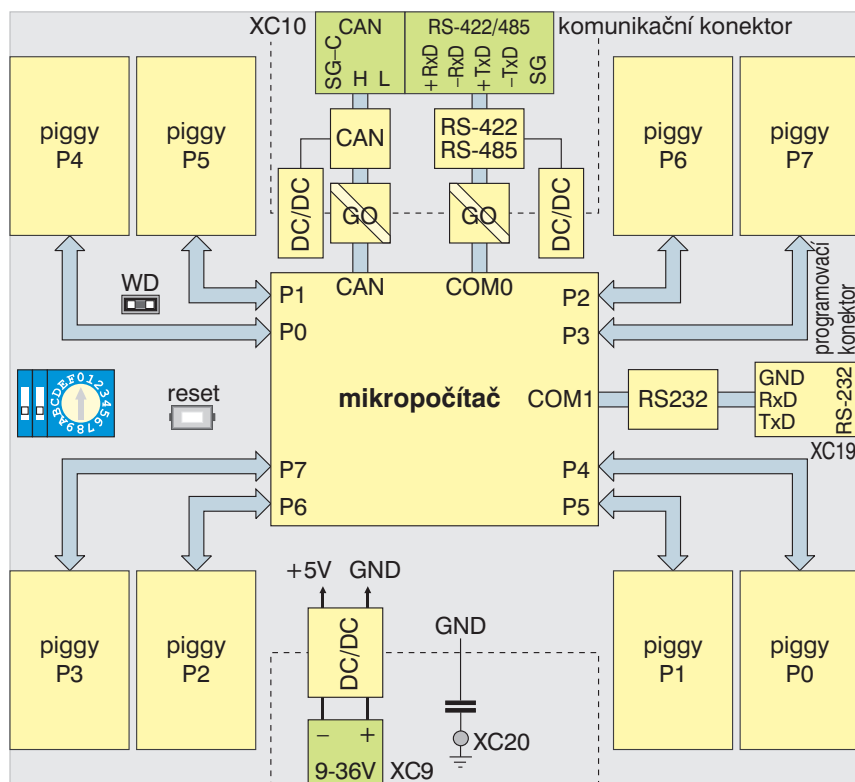 XC10
CAN
RS-422/485
komunikační konektor
SG-C
H L
+RxD
-RxD
+TxD
-TxD
SG
piggy
P4
piggy
P5
CAN
RS-422
RS-485
piggy
P6
piggy
P7
DC/DC
GO
GO
DC/DC
WD
P1
CAN
COM0
P2
P0
P3
programovací
konektor
0123456789ABCDEF
reset
mikropočítač
COM1
RS232
GND
RxD
TxD
RS-232
XC19
P7
P4
P6
P5
+5V
GND
piggy
P3
piggy
P2
DC/DC
GND
piggy
P1
piggy
P0
- +
9-36V
XC9
XC20